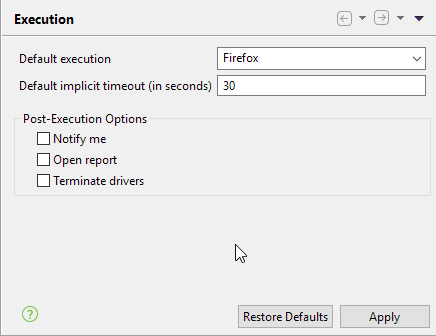 Execution
Default execution Firefox
Default implicit timeout (in seconds) 30
Post-Execution Options
Notify me
Open report
Terminate drivers
? Restore Defaults Apply